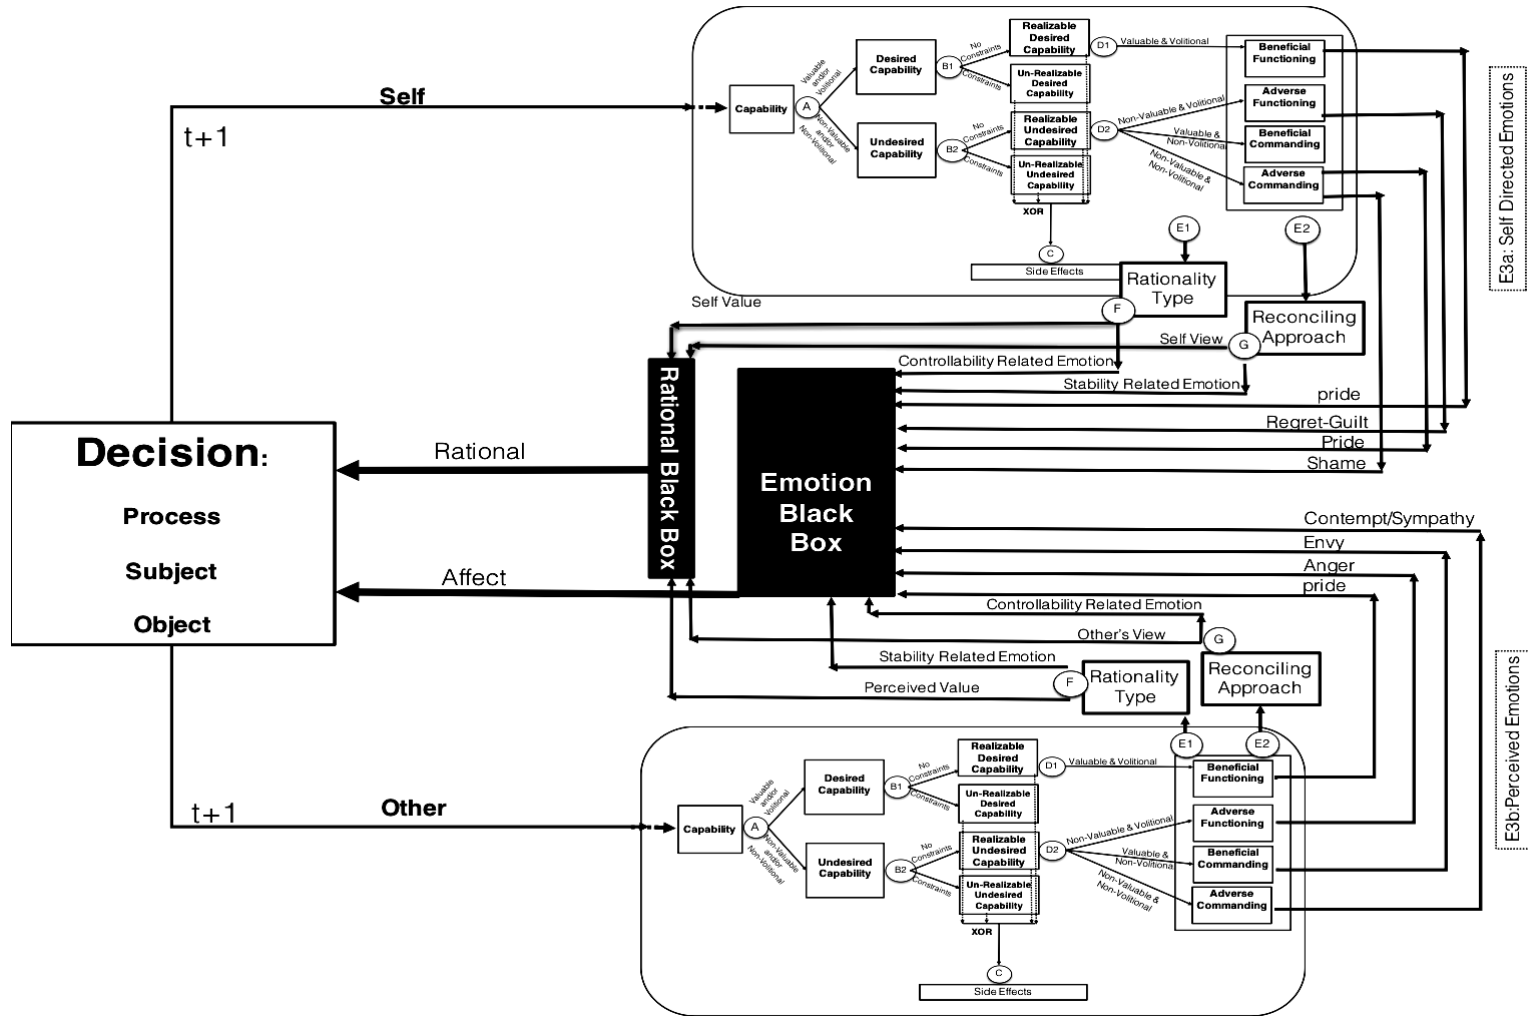 Self
t+1
Capability
A
Valuable
and/or
Volitional
Non-Valuable
and/or
Non-Volitional
Desired
Capability
Undesired
Capability
B1
No
Constraints
Constraints
B2
No
Constraints
Constraints
Realizable
Desired
Capability
Un-Realizable
Desired
Capability
Realizable
Undesired
Capability
Un-Realizable
Undesired
Capability
XOR
C
Side Effects
D1
Valuable & Volitional
D2
Non-Valuable & Volitional
Valuable &
Non-Volitional
Non-Valuable &
Non-Volitional
Beneficial
Functioning
Adverse
Functioning
Beneficial
Commanding
Adverse
Commanding
E1
E2
Rationality
Type
F
Reconciling
Approach
G
E3a: Self Directed Emotions
Self Value
Self View
Controllability Related Emotion
Stability Related Emotion
pride
Regret-Guilt
Pride
Shame
Rational Black Box
Emotion
Black
Box
Rational
Affect
Decision:
Process
Subject
Object
Contempt/Sympathy
Envy
Anger
pride
Controllability Related Emotion
Other's View
Stability Related Emotion
Perceived Value
G
F
Rationality
Type
Reconciling
Approach
E1
E2
E3b:Perceived Emotions
t+1
Other
Capability
A
Valuable
and/or
Volitional
Non-Valuable
and/or
Non-Volitional
Desired
Capability
Undesired
Capability
B1
No
Constraints
Constraints
B2
No
Constraints
Constraints
Realizable
Desired
Capability
Un-Realizable
Desired
Capability
Realizable
Undesired
Capability
Un-Realizable
Undesired
Capability
XOR
C
Side Effects
D1
Valuable & Volitional
D2
Non-Valuable & Volitional
Valuable &
Non-Volitional
Non-Valuable &
Non-Volitional
Beneficial
Functioning
Adverse
Functioning
Beneficial
Commanding
Adverse
Commanding